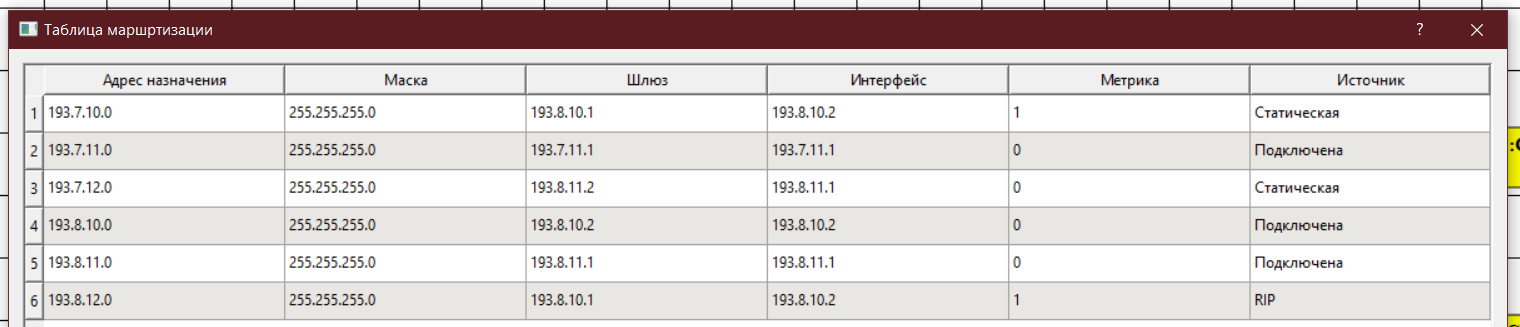 Таблица маршртизации ?
Адрес назначения Маска Шлюз Интерфейс Метрика Источник
1 193.7.10.0 255.255.255.0 193.8.10.1 193.8.10.2 1 Статическая
2 193.7.11.0 255.255.255.0 193.7.11.1 193.7.11.1 0 Подключена
3 193.7.12.0 255.255.255.0 193.8.11.2 193.8.11.1 0 Статическая
4 193.8.10.0 255.255.255.0 193.8.10.2 193.8.10.2 0 Подключена
5 193.8.11.0 255.255.255.0 193.8.11.1 193.8.11.1 0 Подключена
6 193.8.12.0 255.255.255.0 193.8.10.1 193.8.10.2 1 RIP